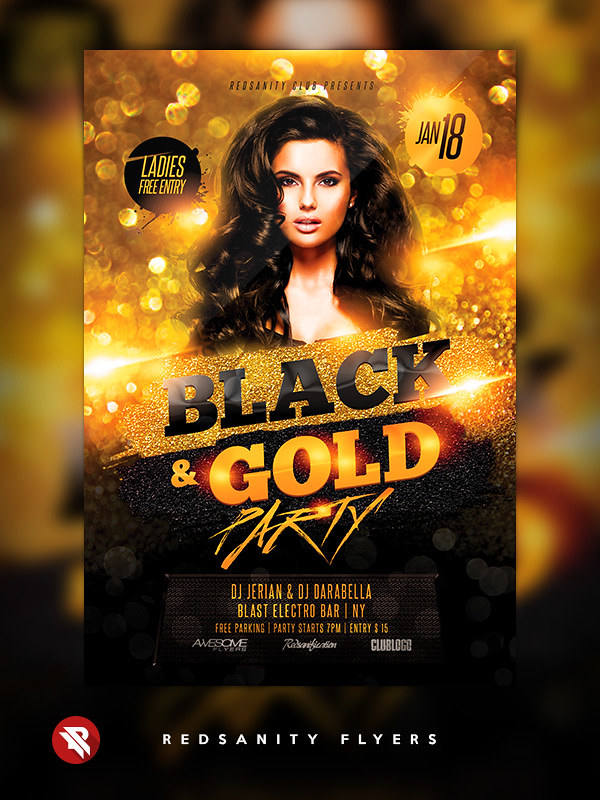 REDSANITY CLUB PRESENTS
JAN 18
LADIES
FREE ENTRY
BLACK
& GOLD
PARTY
DJ JERIAN & DJ DARABELLA
BLAST ELECTRO BAR | NY
FREE PARKING | PARTY STARTS 7PM | ENTRY $ 15
AWESOME
FLYERS
Redsanification
CLUBLOGO
REDSANITY FLYERS